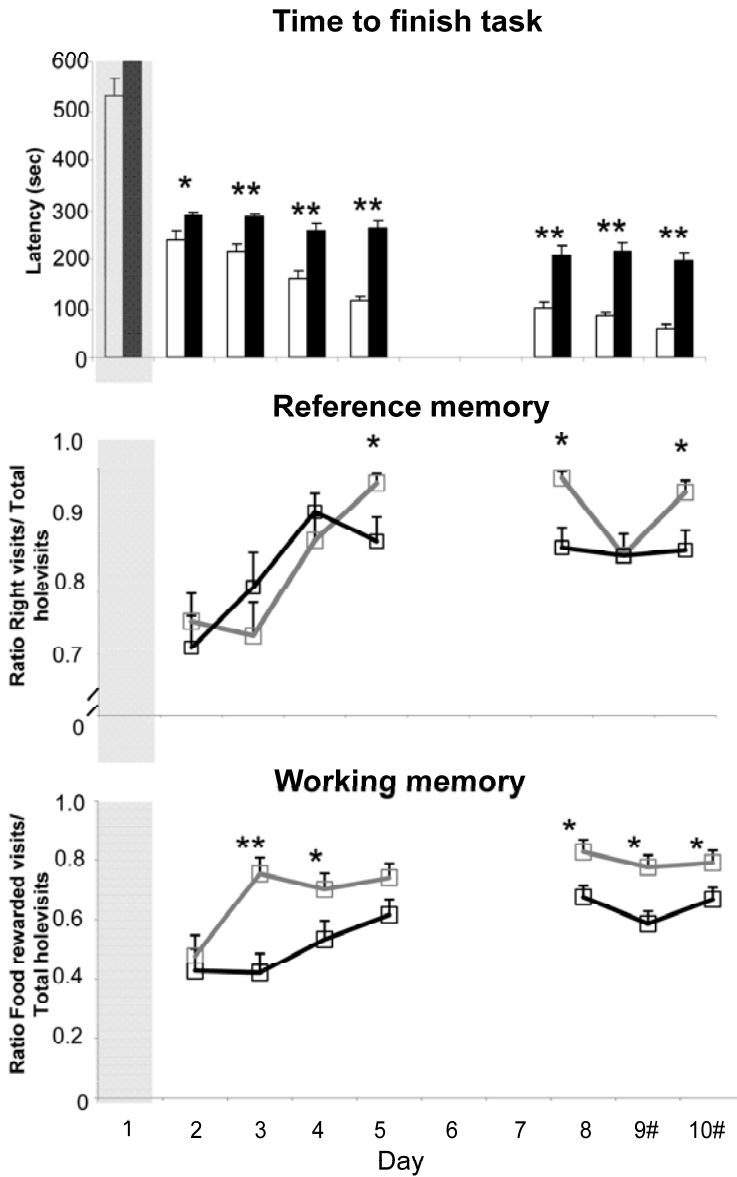 Time to finish task
Latency (sec)
600
500
400
300
200
100
0
* ** ** ** ** ** **
Reference memory
Ratio Right visits/ Total
holevisits
1.0
0.9
0.8
0.7
0
* * *
Working memory
Ratio Food rewarded visits/
Total holevisits
1.0
0.8
0.6
0.4
0.2
0
** * * * *
1 2 3 4 5 6 7 8 9# 10#
Day